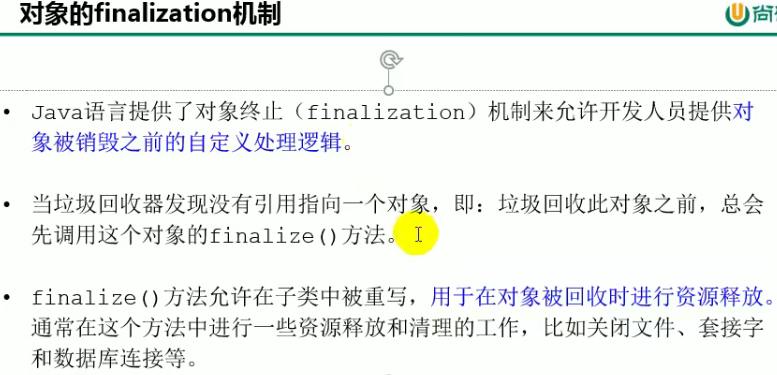 对象的finalization机制
尚硅
• Java语言提供了对象终止（finalization）机制来允许开发人员提供对
象被销毁之前的自定义处理逻辑。
• 当垃圾回收器发现没有引用指向一个对象，即：垃圾回收此对象之前，总会
先调用这个对象的finalize()方法。
• finalize()方法允许在子类中被重写，用于在对象被回收时进行资源释放。
通常在这个方法中进行一些资源释放和清理的工作，比如关闭文件、套接字
和数据库连接等。